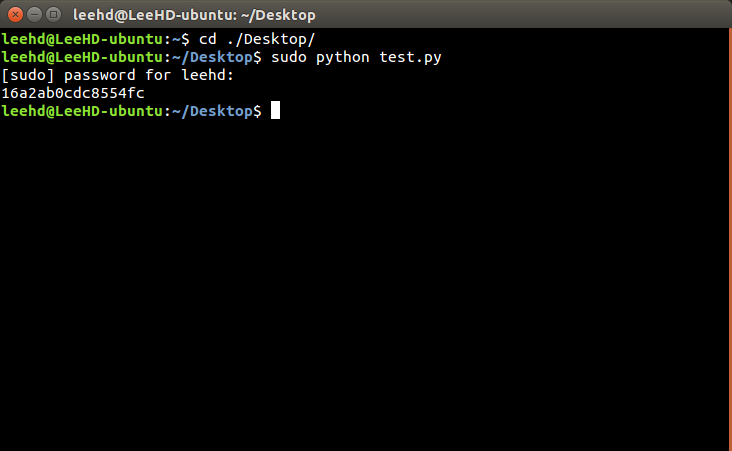 leehd@LeeHD-ubuntu: ~/Desktop
leehd@LeeHD-ubuntu:~$ cd ./Desktop/
leehd@LeeHD-ubuntu:~/Desktop$ sudo python test.py
[sudo] password for leehd:
16a2ab0cdc8554fc
leehd@LeeHD-ubuntu:~/Desktop$